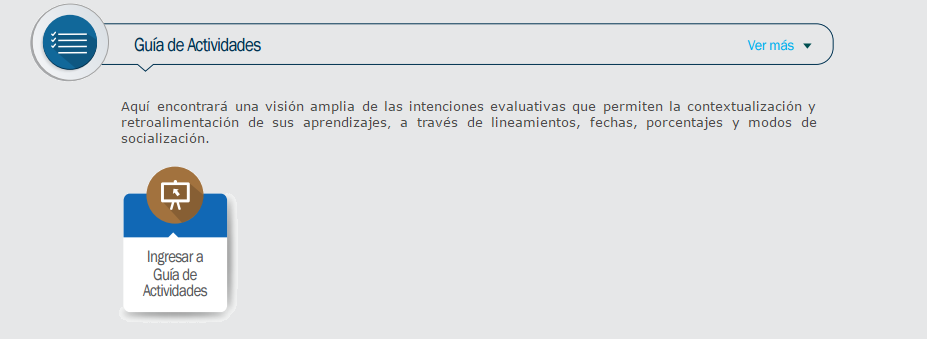 Guía de Actividades
Ver más
Aquí encontrará una visión amplia de las intenciones evaluativas que permiten la contextualización y
retroalimentación de sus aprendizajes, a través de lineamientos, fechas, porcentajes y modos de
socialización.
Ingresar a
Guía de
Actividades